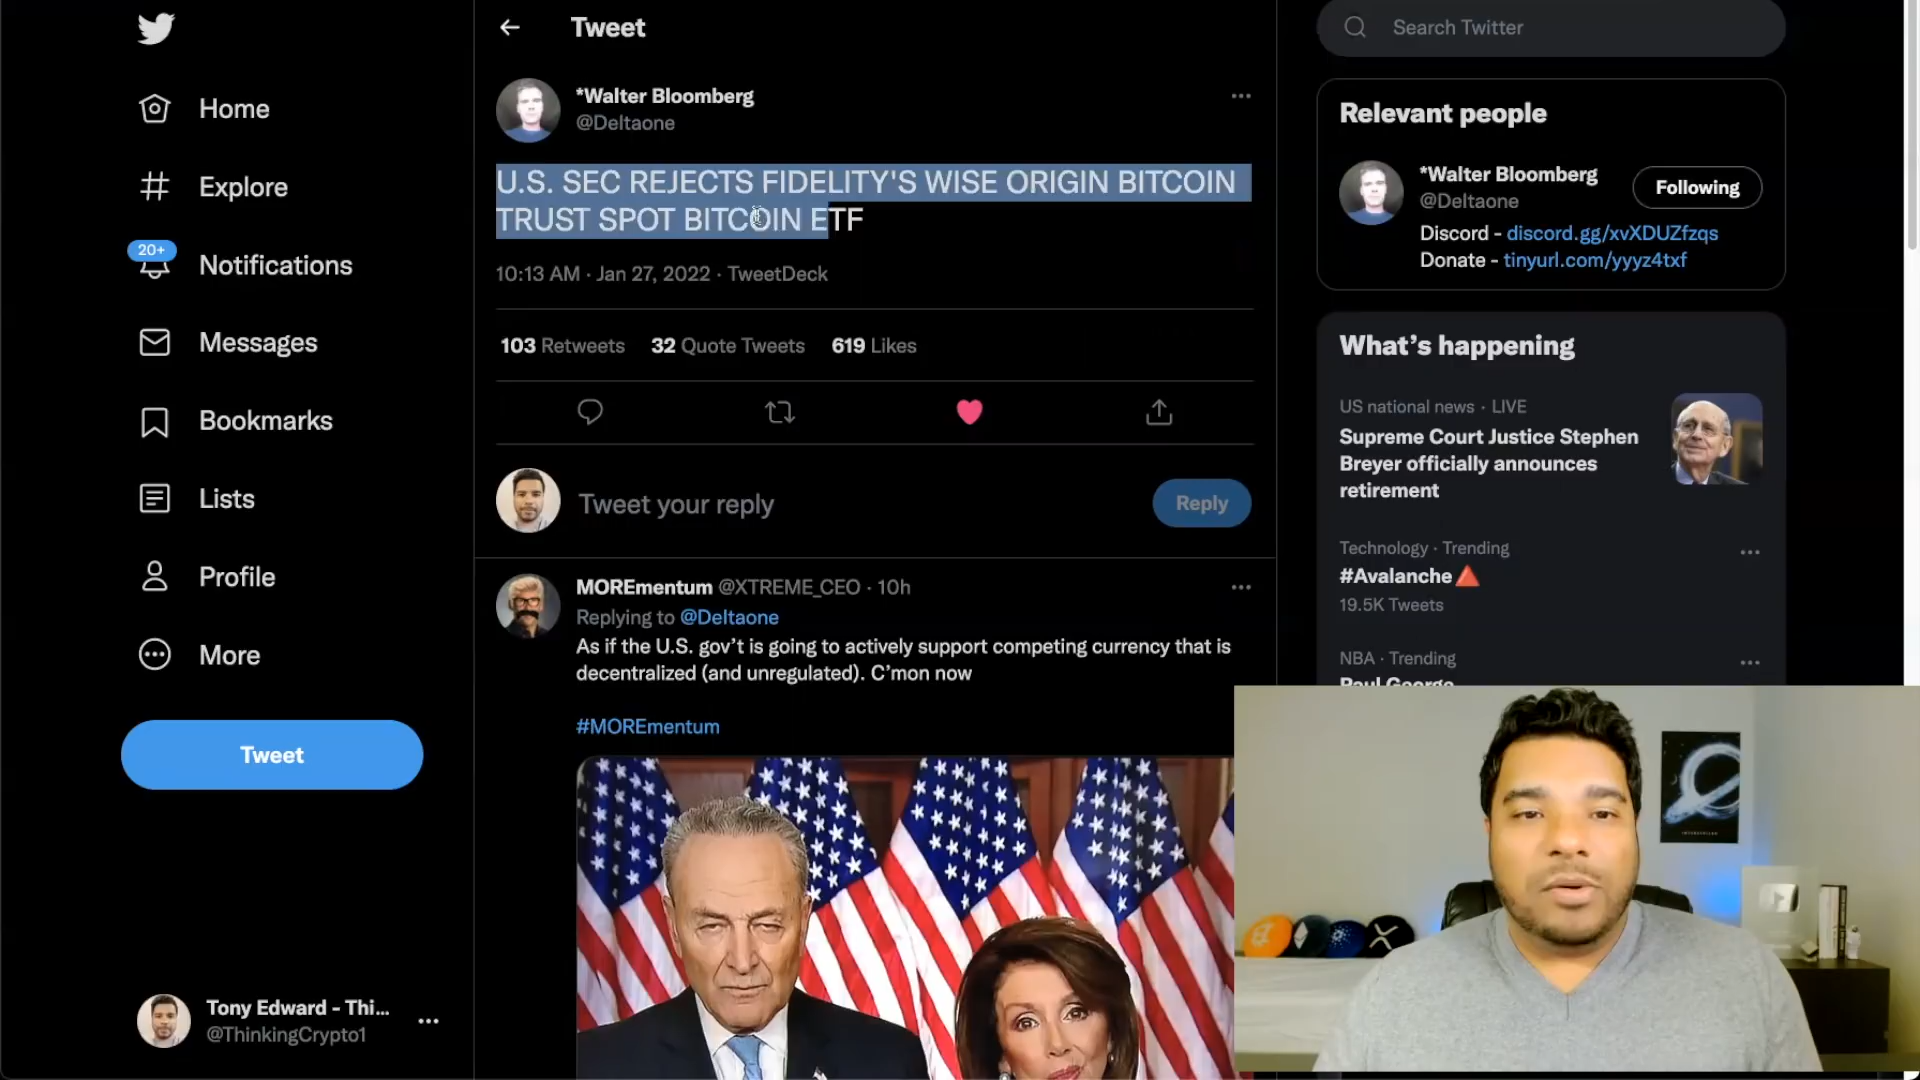 Home
Explore
20+
Notifications
Messages
Bookmarks
Lists
Profile
More
Tweet
Tony Edward - Thi...
@ThinkingCrypto1
Tweet
*Walter Bloomberg
@Deltaone
U.S. SEC REJECTS FIDELITY'S WISE ORIGIN BITCOIN
TRUST SPOT BITCOIN ETF
10:13 AM · Jan 27, 2022 · TweetDeck
103 Retweets 32 Quote Tweets 619 Likes
Tweet your reply
Reply
MOREmentum @XTREME_CEO · 10h
Replying to @Deltaone
As if the U.S. gov't is going to actively support competing currency that is
decentralized (and unregulated). C'mon now
#MOREmentum
Search Twitter
Relevant people
*Walter Bloomberg
@Deltaone
Following
Discord - discord.gg/xvXDUZfzqs
Donate - tinyurl.com/yyyz4txf
What's happening
US national news · LIVE
Supreme Court Justice Stephen
Breyer officially announces
retirement
Technology · Trending
#Avalanche
19.5K Tweets
NBA · Trending
Paul George